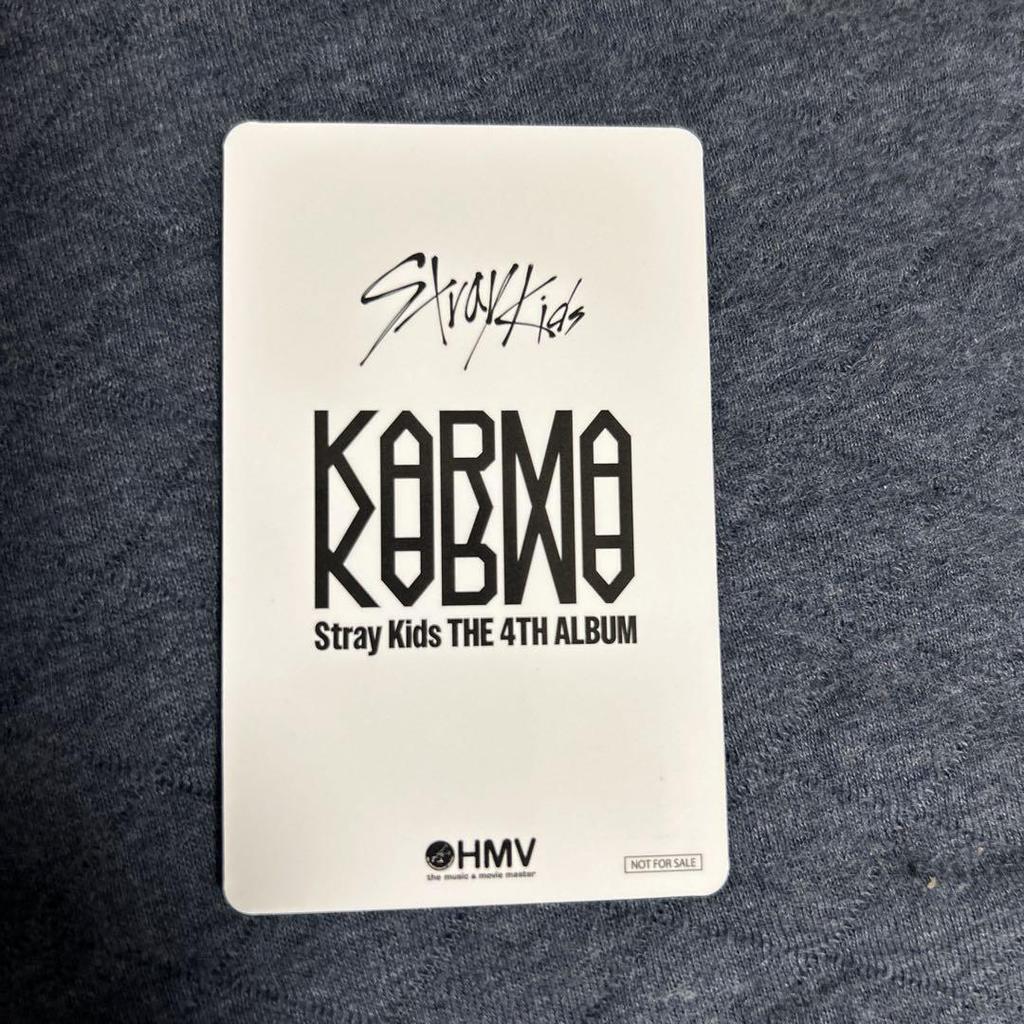 Stray Kids
KARMA
Stray Kids THE 4TH ALBUM
HMV
the music & movie master
NOT FOR SALE